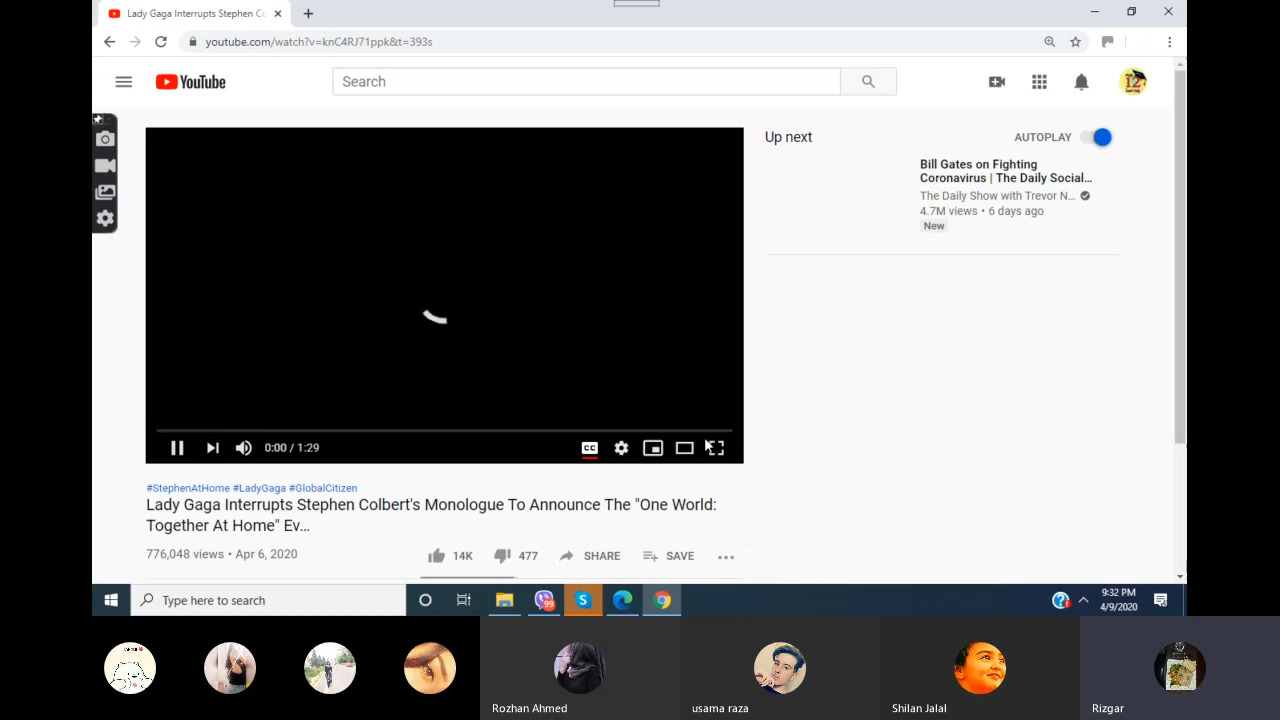 Lady Gaga Interrupts Stephen Co
youtube.com/watch?v=knC4RJ71ppk&t=393s
YouTube
Search
12
Up next
AUTOPLAY
Bill Gates on Fighting
Coronavirus | The Daily Social...
The Daily Show with Trevor N...
4.7M views • 6 days ago
New
0:00 / 1:29
CC
#StephenAtHome #LadyGaga #GlobalCitizen
Lady Gaga Interrupts Stephen Colbert's Monologue To Announce The "One World:
Together At Home" Ev...
776,048 views • Apr 6, 2020
14K
477
SHARE
SAVE
Type here to search
99
S
9:32 PM
4/9/2020
Rozhan Ahmed
usama raza
Shilan Jalal
Rizgar